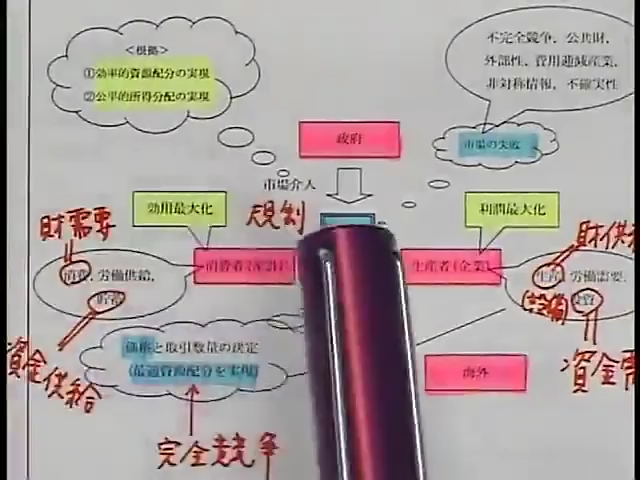 <根拠>
①効率的資源配分の実現
②公平的所得分配の実現
不完全競争、公共財、
外部性、費用逓減産業、
非対称情報、不確実性
政府
市場の失敗
市場介入
規制
効用最大化
利潤最大化
財需要
消費者(家計)
生産者(企業)
財供
消費、労働供給、
貯蓄
生産、労働需要、
(設備)投資
資金供給
価格と取引数量の決定
(最適資源配分を実現)
海外
資金需
完全競争